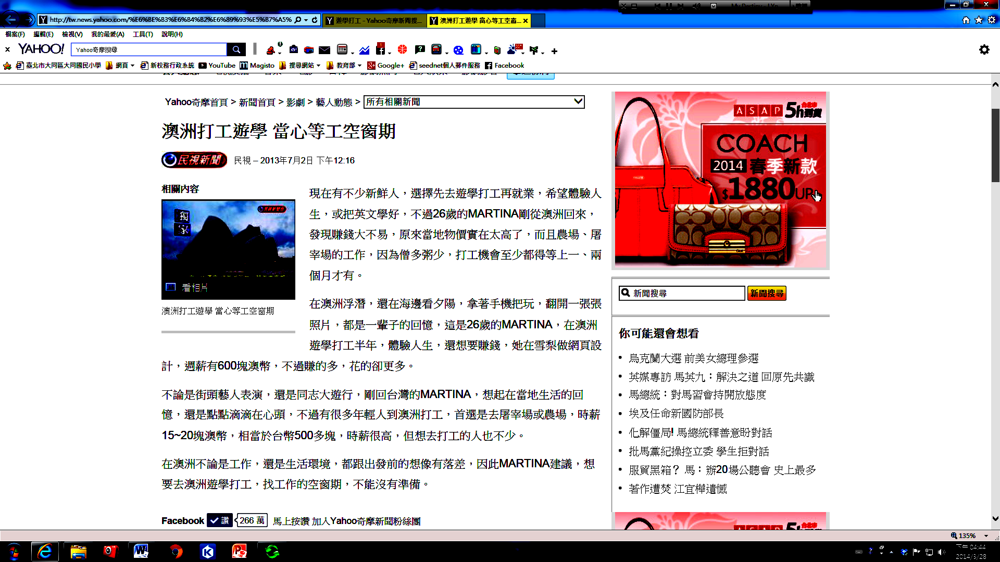 http://tw.news.yahoo.com/%E6%BE%B3%E6%B4%B2%E6%89%93%E5%B7%A5%
遊學打工 - Yahoo奇摩新聞搜...
澳洲打工遊學 當心等工空窗...
檔案(F) 編輯(E) 檢視(V) 我的最愛(A) 工具(T) 說明(H)
YAHOO! Yahoo奇摩搜尋
臺北市大同區大同國民小學 網頁 新校務行政系統 YouTube Magisto 搜尋網站 教育部 Google+ seednet個人郵件服務 Facebook
Yahoo奇摩首頁 > 新聞首頁 > 影劇 > 藝人動態 > 所有相關新聞
澳洲打工遊學 當心等工空窗期
民視新聞 民視 – 2013年7月2日 下午12:16
相關內容
獨家
看相片
澳洲打工遊學 當心等工空窗期
現在有不少新鮮人，選擇先去遊學打工再就業，希望體驗人
生，或把英文學好，不過26歲的MARTINA剛從澳洲回來，
發現賺錢大不易，原來當地物價實在太高了，而且農場、屠
宰場的工作，因為僧多粥少，打工機會至少都得等上一、兩
個月才有。
在澳洲浮潛，還在海邊看夕陽，拿著手機把玩，翻開一張張
照片，都是一輩子的回憶，這是26歲的MARTINA，在澳洲
遊學打工半年，體驗人生，還想要賺錢，她在雪梨做網頁設
計，週薪有600塊澳幣，不過賺的多，花的卻更多。
不論是街頭藝人表演，還是同志大遊行，剛回台灣的MARTINA，想起在當地生活的回
憶，還是點點滴滴在心頭，不過有很多年輕人到澳洲打工，首選是去屠宰場或農場，時薪
15~20塊澳幣，相當於台幣500多塊，時薪很高，但想去打工的人也不少。
在澳洲不論是工作，還是生活環境，都跟出發前的想像有落差，因此MARTINA建議，想
要去澳洲遊學打工，找工作的空窗期，不能沒有準備。
Facebook 讚 266 萬 馬上按讚 加入Yahoo奇摩新聞粉絲團
ASAP 5h到貨
COACH
2014 春季新款
$1880UP
新聞搜尋 新聞搜尋
你可能還會想看
烏克蘭大選 前美女總理參選
英媒專訪 馬英九：解決之道 回原先共識
馬總統：對馬習會持開放態度
埃及任命新國防部長
化解僵局! 馬總統釋善意盼對話
批馬黨紀操控立委 學生拒對話
服貿黑箱？ 馬： 辦20場公聽會 史上最多
著作遭焚 江宜樺遺憾
135%
下午 04:44
2014/3/28